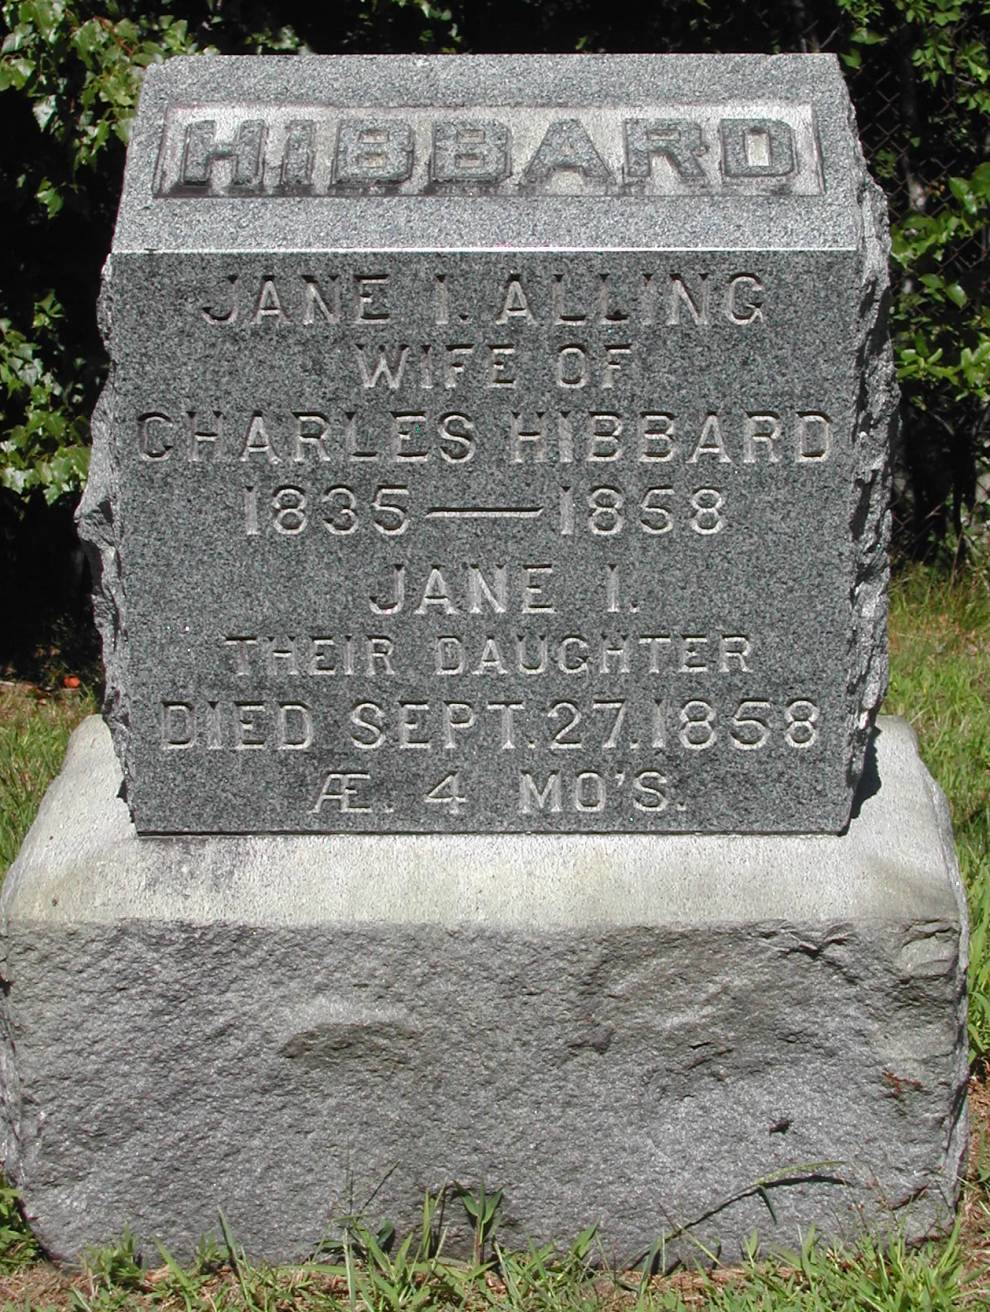 HIBBARD
JANE I. ALLING
WIFE OF
CHARLES HIBBARD
1835 — 1858
JANE I.
THEIR DAUGHTER
DIED SEPT. 27. 1858
Æ. 4 MO'S.